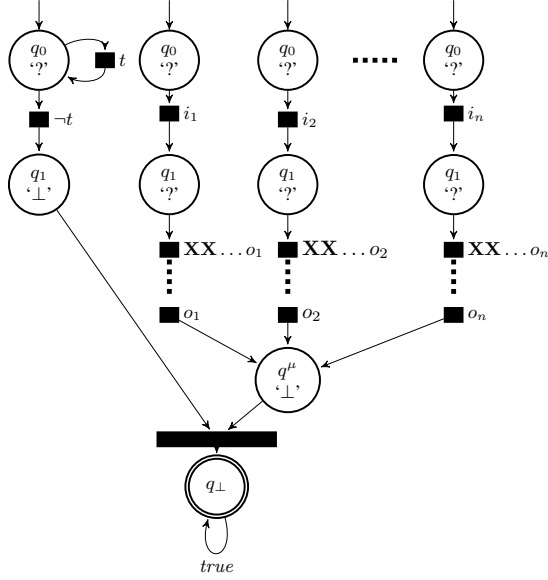 q₀ q₀ q₀ q₀
'?' t '?' '?' '?'
¬t i₁ i₂ iₙ
q₁ q₁ q₁ q₁
'⊥' '?' '?' '?'
XX…o₁ XX…o₂ XX…oₙ
o₁ o₂ oₙ
q^μ
'⊥'
q⊥
true